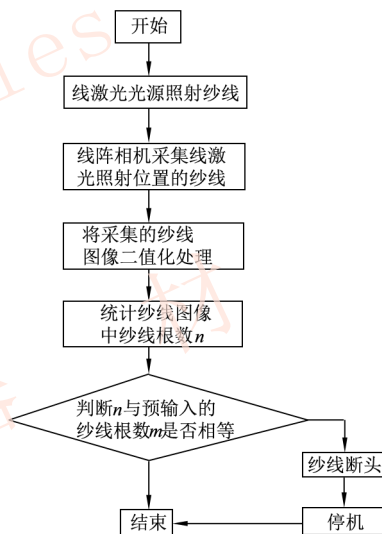 开始
线激光光源照射纱线
线阵相机采集线激
光照射位置的纱线
将采集的纱线
图像二值化处理
统计纱线图像
中纱线根数n
判断n与预输入的
纱线根数m是否相等
纱线断头
停机
结束
ies
材